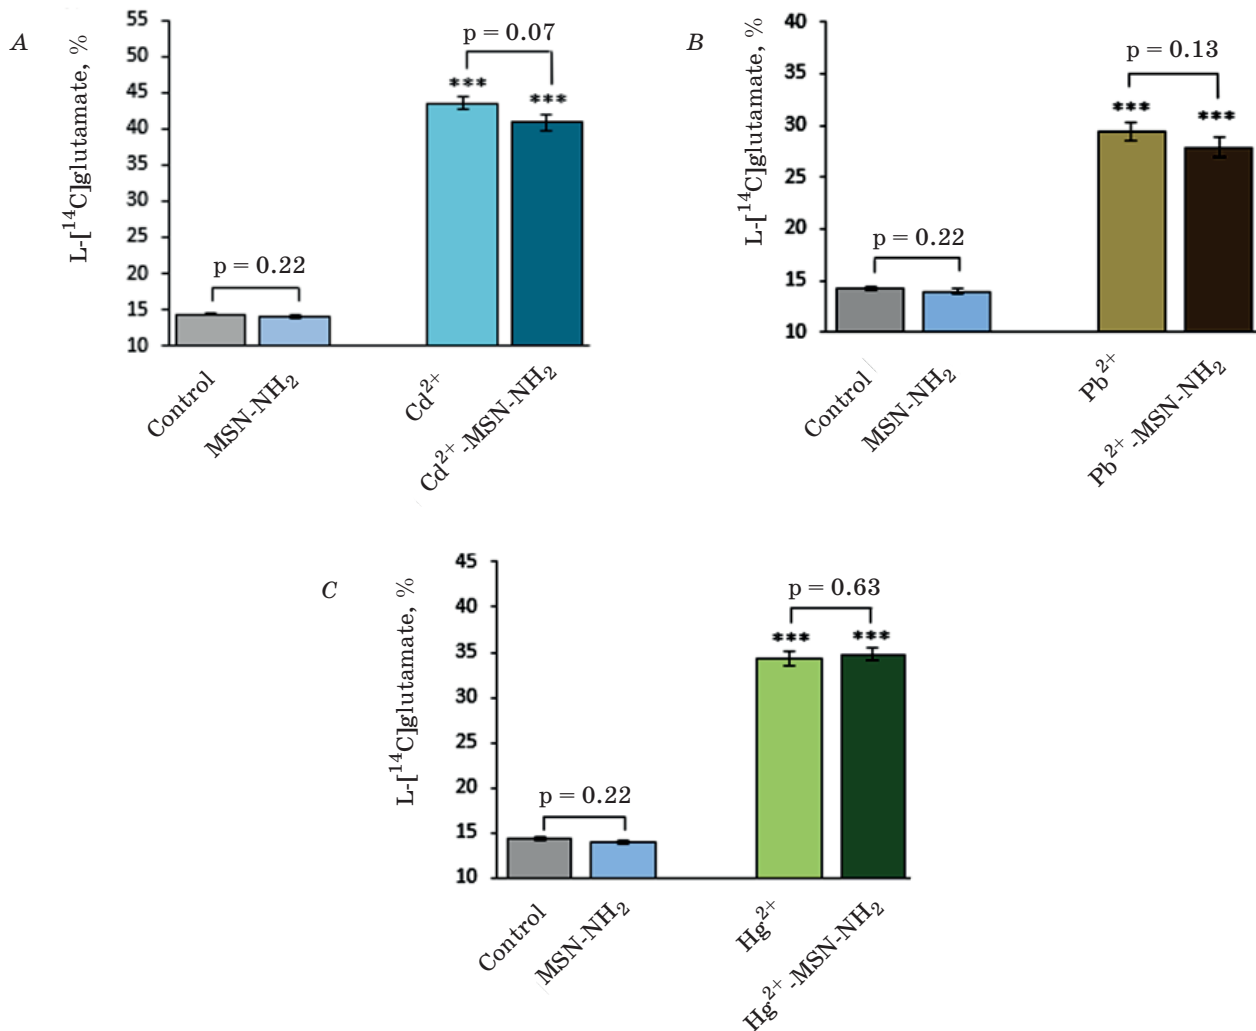 A
L-[¹⁴C]glutamate, %
55
50
45
40
35
30
25
20
15
10
p = 0.07
***
***
p = 0.22
Control
MSN-NH₂
Cd²⁺
Cd²⁺-MSN-NH₂
B
L-[¹⁴C]glutamate, %
40
35
30
25
20
15
10
p = 0.13
***
***
p = 0.22
Control
MSN-NH₂
Pb²⁺
Pb²⁺-MSN-NH₂
C
L-[¹⁴C]glutamate, %
45
40
35
30
25
20
15
10
p = 0.63
***
***
p = 0.22
Control
MSN-NH₂
Hg²⁺
Hg²⁺-MSN-NH₂